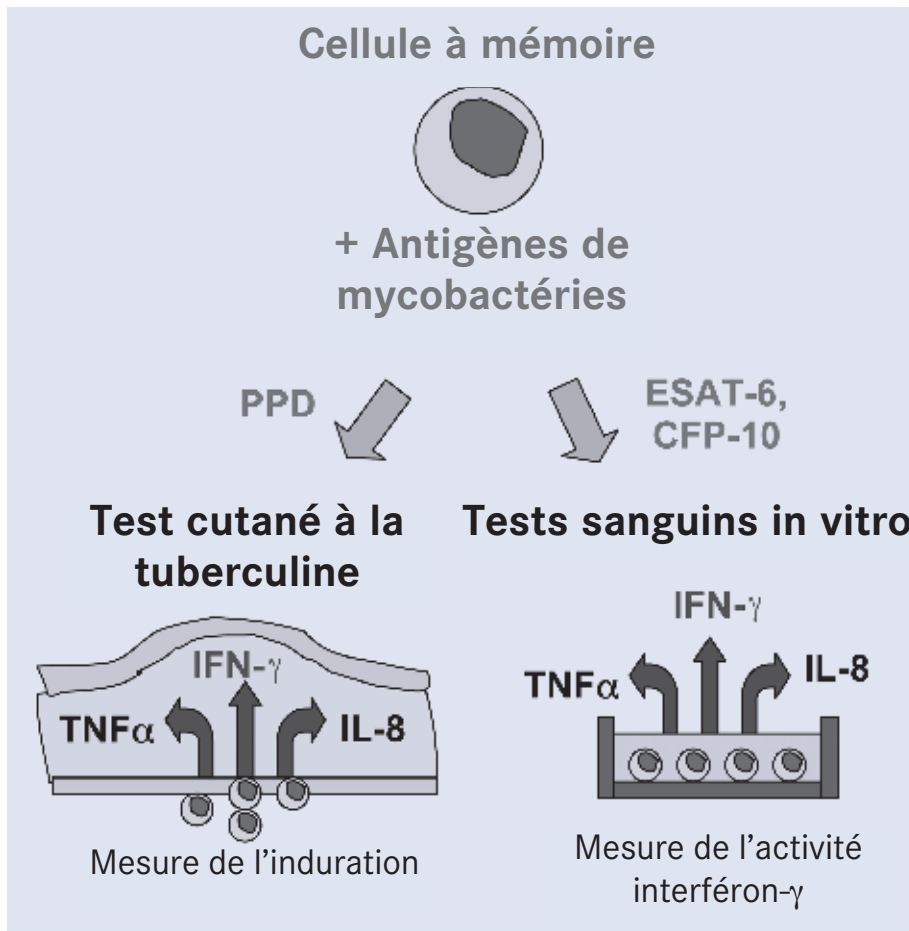 Cellule à mémoire
+ Antigènes de
mycobactéries
PPD
ESAT-6,
CFP-10
Test cutané à la
tuberculine
IFN-γ
TNFα
IL-8
Mesure de l'induration
Tests sanguins in vitro
IFN-γ
TNFα
IL-8
Mesure de l'activité
interféron-γ